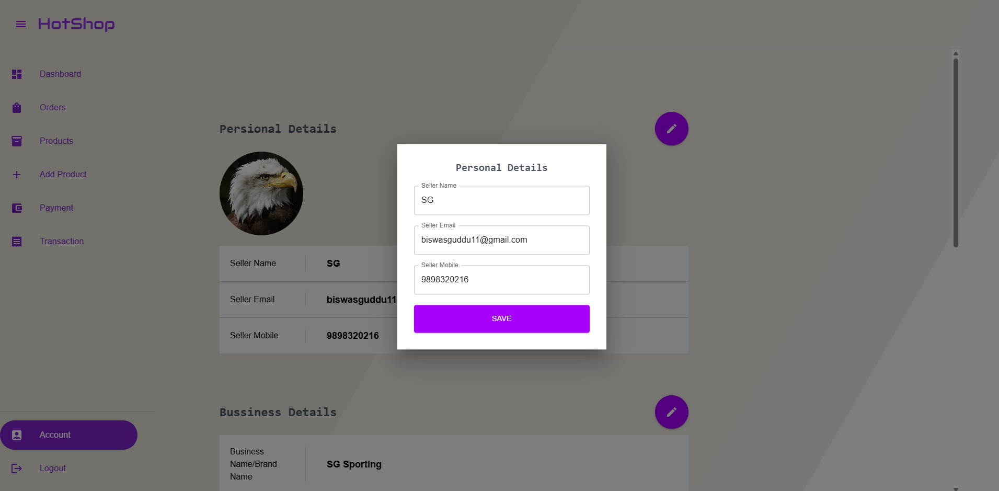 HotShop
Dashboard
Orders
Products
Add Product
Payment
Transaction
Account
Logout
Persional Details
Seller Name
SG
Seller Email
biswasguddu11
Seller Mobile
9898320216
Bussiness Details
Business
Name/Brand
Name
SG Sporting
Personal Details
Seller Name
SG
Seller Email
biswasguddu11@gmail.com
Seller Mobile
9898320216
SAVE